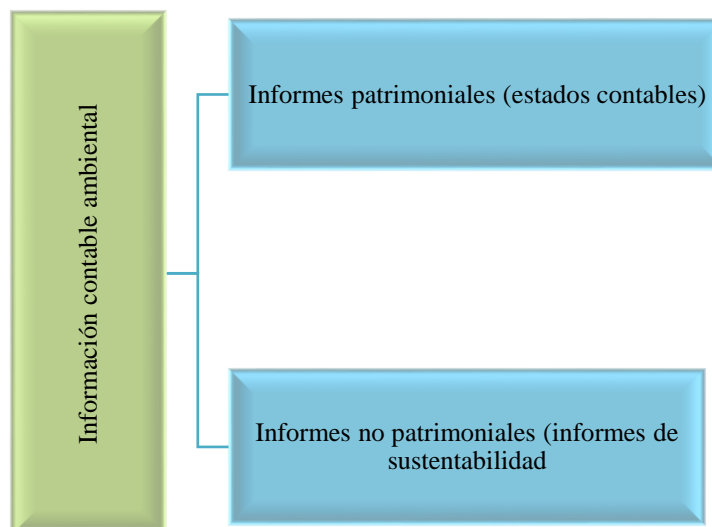 Información contable ambiental
Informes patrimoniales (estados contables)
Informes no patrimoniales (informes de
sustentabilidad